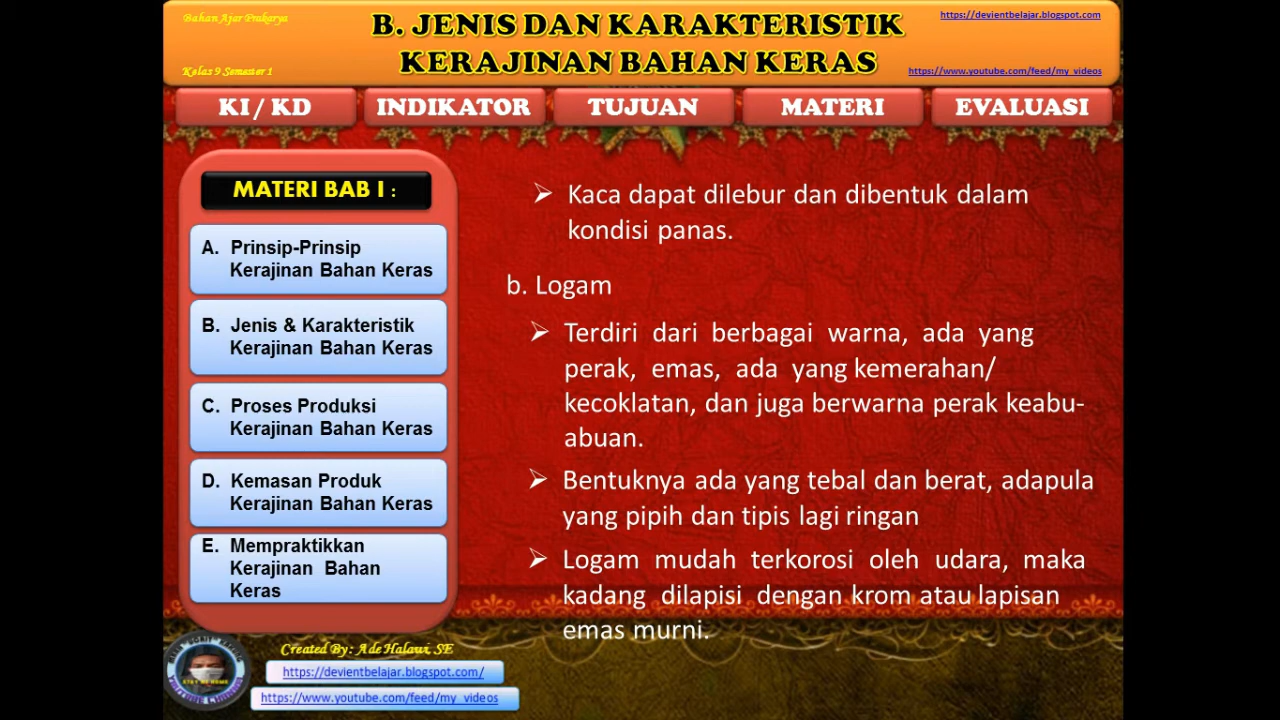 Bahan Ajar Prakarya
Kelas 9 Semester 1
B. JENIS DAN KARAKTERISTIK
KERAJINAN BAHAN KERAS
https://devientbelajar.blogspot.com
https://www.youtube.com/feed/my_videos
KI / KD
INDIKATOR
TUJUAN
MATERI
EVALUASI
MATERI BAB I :
A. Prinsip-Prinsip
Kerajinan Bahan Keras
B. Jenis & Karakteristik
Kerajinan Bahan Keras
C. Proses Produksi
Kerajinan Bahan Keras
D. Kemasan Produk
Kerajinan Bahan Keras
E. Mempraktikkan
Kerajinan Bahan
Keras
➢ Kaca dapat dilebur dan dibentuk dalam
kondisi panas.
b. Logam
➢ Terdiri dari berbagai warna, ada yang
perak, emas, ada yang kemerahan/
kecoklatan, dan juga berwarna perak keabu-
abuan.
➢ Bentuknya ada yang tebal dan berat, adapula
yang pipih dan tipis lagi ringan
➢ Logam mudah terkorosi oleh udara, maka
kadang dilapisi dengan krom atau lapisan
emas murni.
Created By: Ade Halawi, SE
https://devientbelajar.blogspot.com/
https://www.youtube.com/feed/my_videos
STAY AT HOME